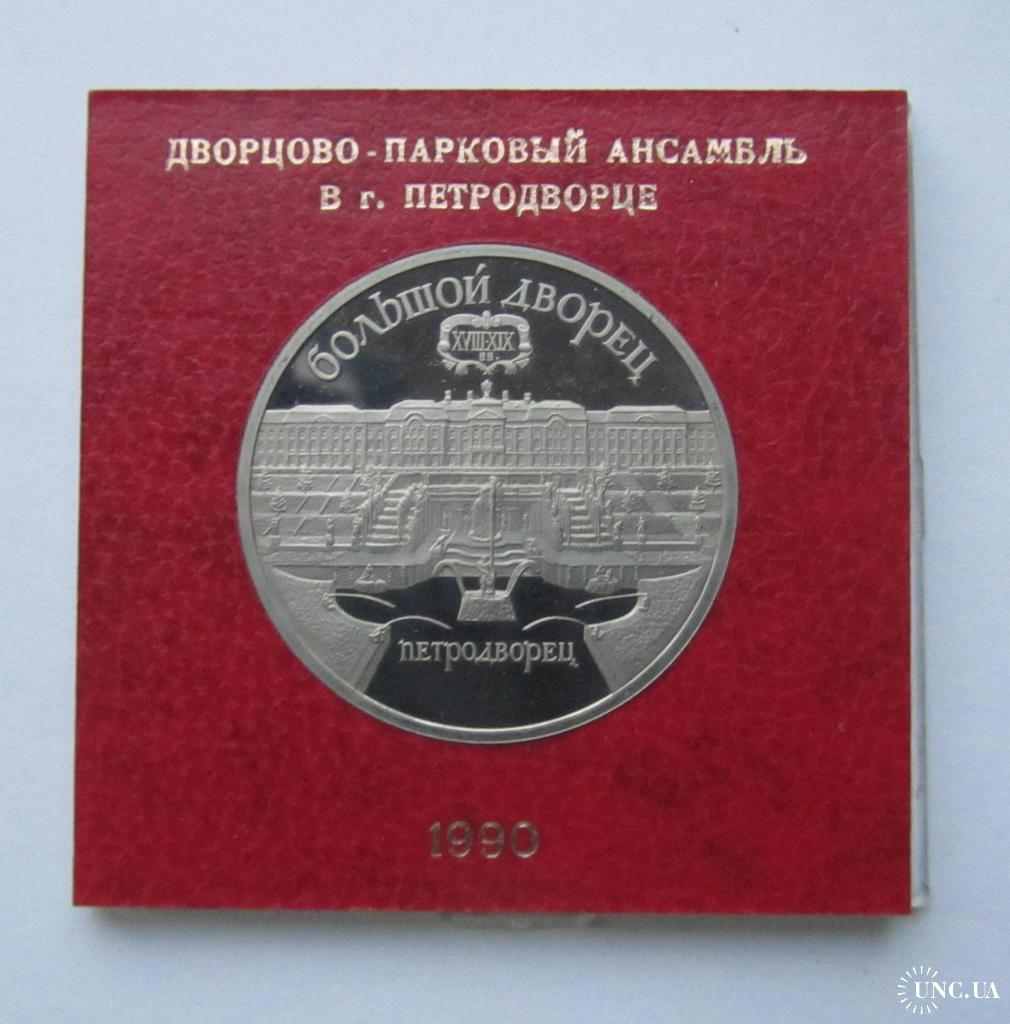 ДВОРЦОВО - ПАРКОВЫЙ АНСАМБЛЬ
В г. ПЕТРОДВОРЦЕ
БОЛЬШОЙ ДВОРЕЦ
XVIII-XIX
ВВ.
ПЕТРОДВОРЕЦ
1990
UNC.UA